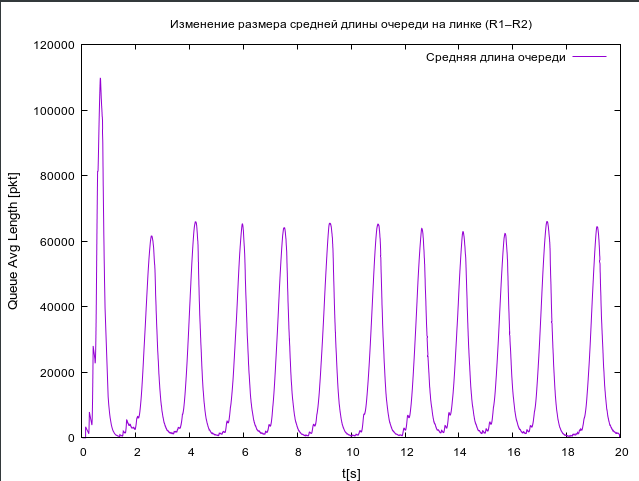 Изменение размера средней длины очереди на линке (R1–R2)
Средняя длина очереди
Queue Avg Length [pkt]
120000
100000
80000
60000
40000
20000
0
0 2 4 6 8 10 12 14 16 18 20
t[s]